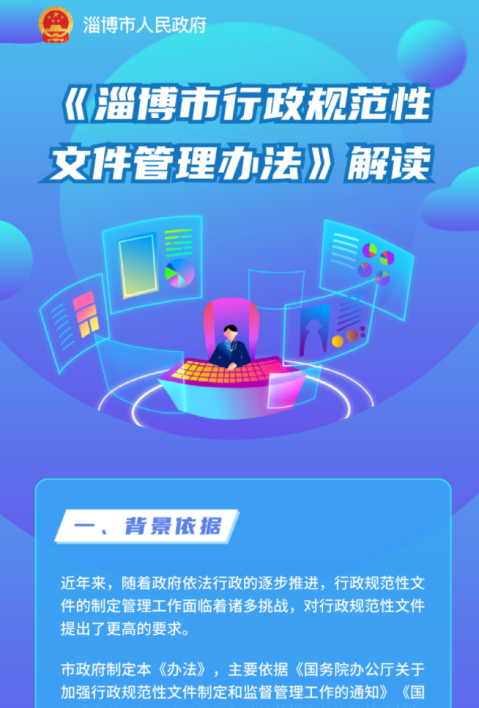 淄博市人民政府
《淄博市行政规范性
文件管理办法》解读
一、背景依据
近年来，随着政府依法行政的逐步推进，行政规范性文
件的制定管理工作面临着诸多挑战，对行政规范性文件
提出了更高的要求。
市政府制定本《办法》，主要依据《国务院办公厅关于
加强行政规范性文件制定和监督管理工作的通知》《国